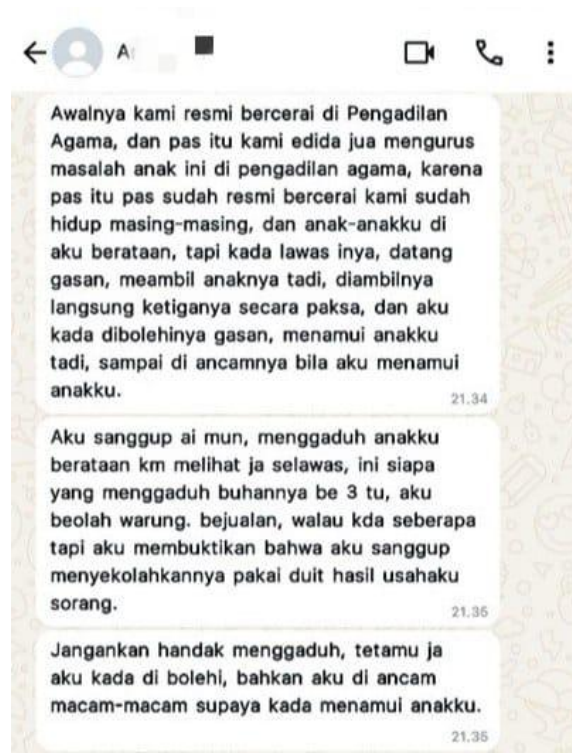 A
Awalnya kami resmi bercerai di Pengadilan
Agama, dan pas itu kami edida jua mengurus
masalah anak ini di pengadilan agama, karena
pas itu pas sudah resmi bercerai kami sudah
hidup masing-masing, dan anak-anakku di
aku berataan, tapi kada lawas inya, datang
gasan, meambil anaknya tadi, diambilnya
langsung ketiganya secara paksa, dan aku
kada dibolehinya gasan, menamui anakku
tadi, sampai di ancamnya bila aku menamui
anakku.
21.34
Aku sanggup ai mun, menggaduh anakku
berataan km melihat ja selawas, ini siapa
yang menggaduh buhannya be 3 tu, aku
beolah warung. bejualan, walau kda seberapa
tapi aku membuktikan bahwa aku sanggup
menyekolahkannya pakai duit hasil usahaku
sorang.
21.35
Jangankan handak menggaduh, tetamu ja
aku kada di bolehi, bahkan aku di ancam
macam-macam supaya kada menamui anakku.
21.35